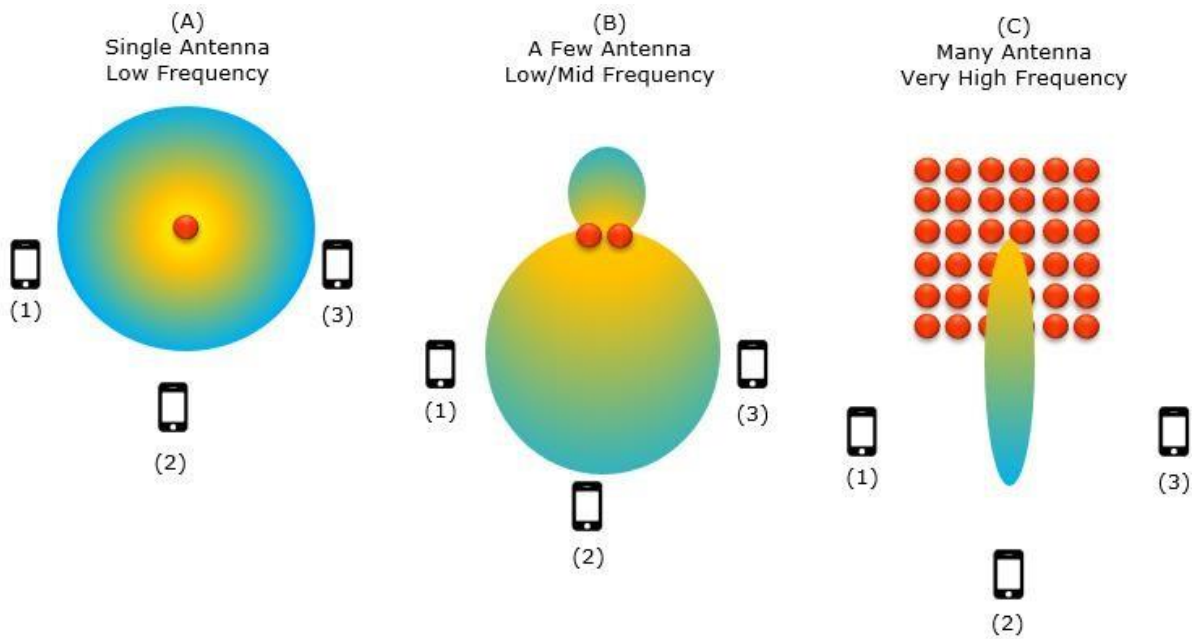 (A)
Single Antenna
Low Frequency
(B)
A Few Antenna
Low/Mid Frequency
(C)
Many Antenna
Very High Frequency
(1)
(3)
(2)
(1)
(3)
(2)
(1)
(3)
(2)